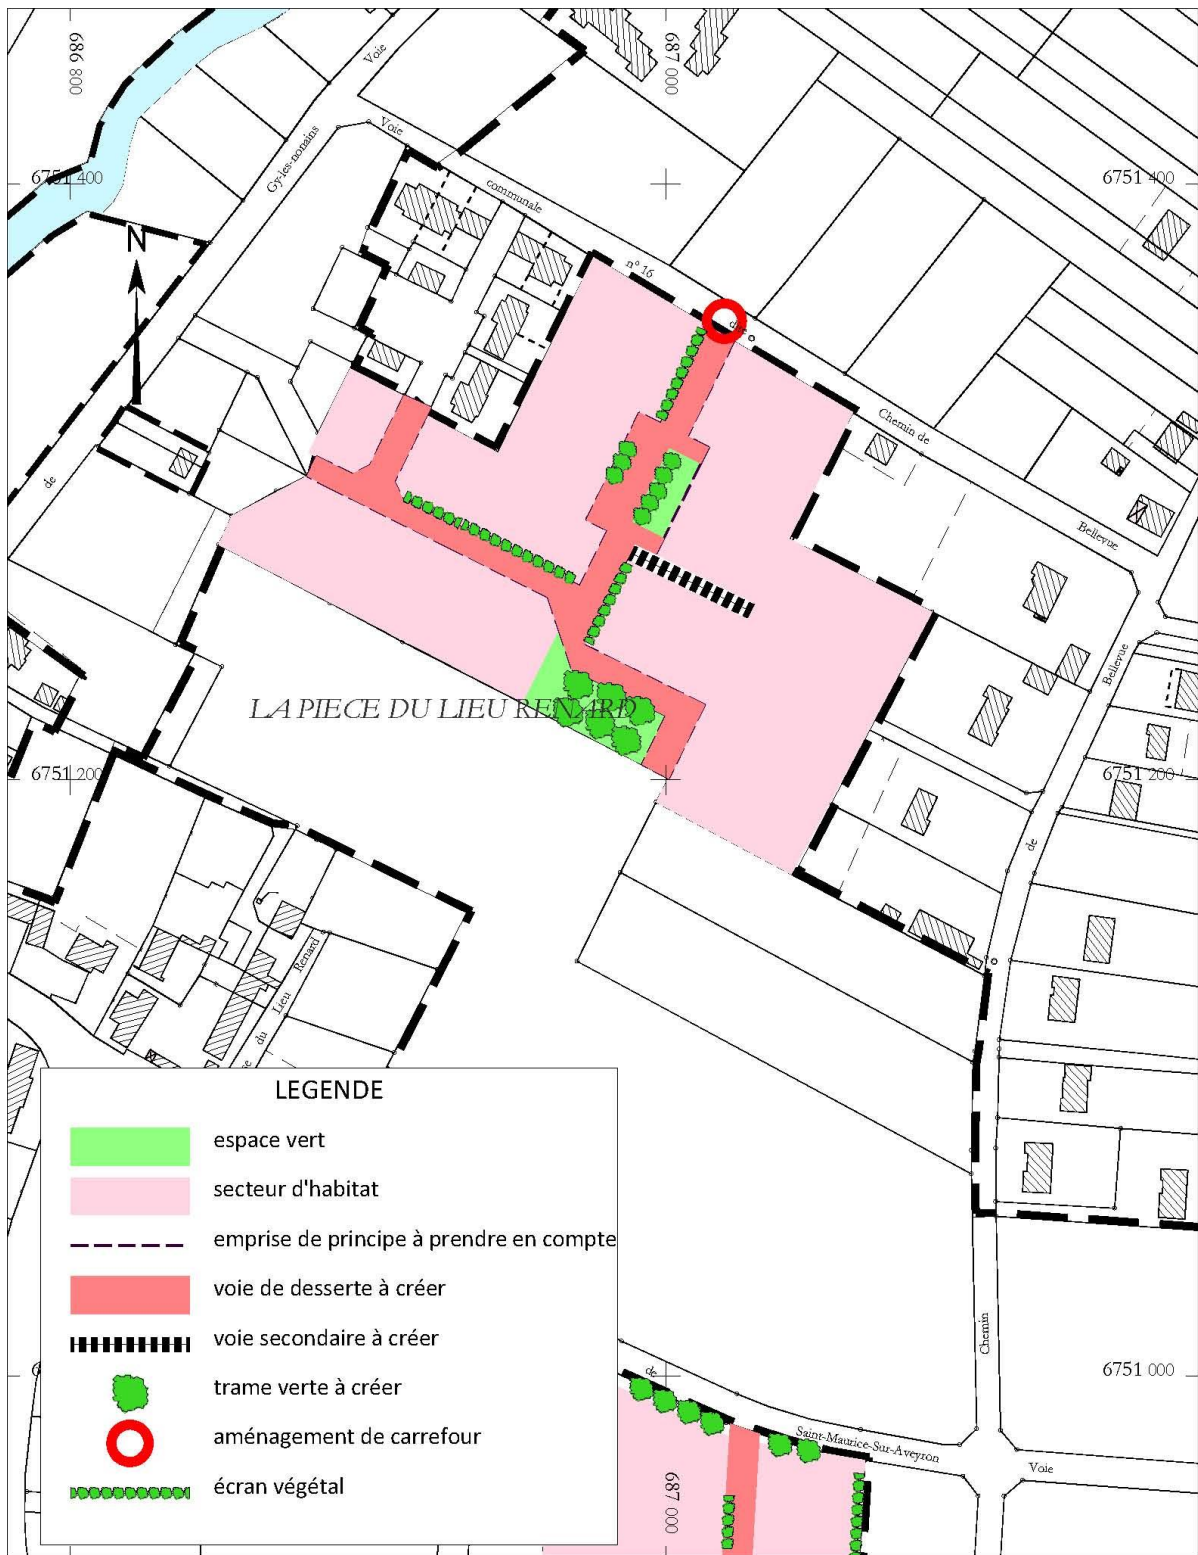 686 800
687 000
Voie
Voie
Gy-les-nonains
communale
6751 400
6751 400
N
n° 16
dite
Chemin de
de
Bellevue
Bellevue
LA PIECE DU LIEU RENARD
6751 200
6751 200
de
Renard
Lieu
du
LEGENDE
espace vert
secteur d'habitat
emprise de principe à prendre en compte
voie de desserte à créer
voie secondaire à créer
trame verte à créer
aménagement de carrefour
écran végétal
Chemin
de
6751 000
Saint-Maurice-Sur-Aveyron
Voie
687 000